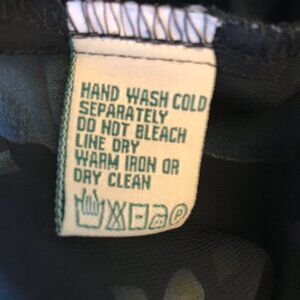 HAND WASH COLD
SEPARATELY
DO NOT BLEACH
LINE DRY
WARM IRON OR
DRY CLEAN